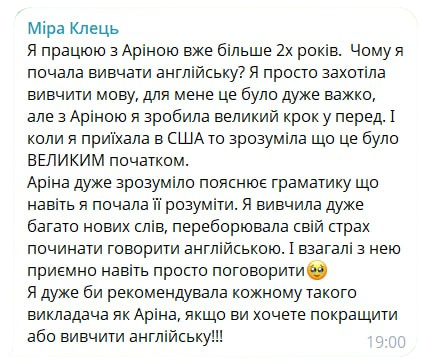 Міра Клець
Я працюю з Аріною вже більше 2х років.  Чому я
почала вивчати англійську? Я просто захотіла
вивчити мову, для мене це було дуже важко,
але з Аріною я зробила великий крок у перед. І
коли я приїхала в США то зрозуміла що це було
ВЕЛИКИМ початком.
Аріна дуже зрозуміло пояснює граматику що
навіть я почала її розуміти. Я вивчила дуже
багато нових слів, переборювала свій страх
починати говорити англійською. І взагалі з нею
приємно навіть просто поговорити🥹
Я дуже би рекомендувала кожному такого
викладача як Аріна, якщо ви хочете покращити
або вивчити англійську!!!
19:00